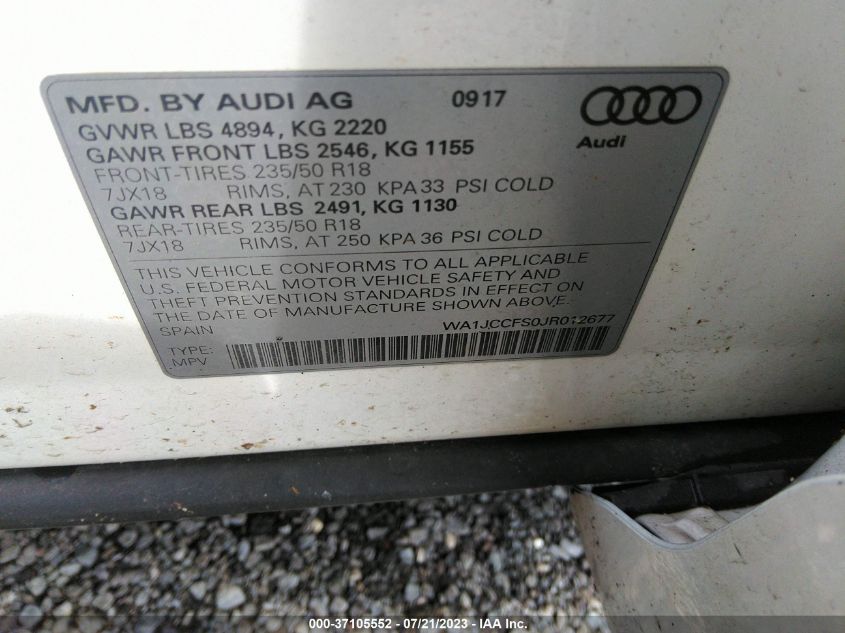 MFD. BY AUDI AG 0917
GVWR LBS 4894, KG 2220
Audi
GAWR FRONT LBS 2546, KG 1155
FRONT-TIRES 235/50 R18
7JX18 RIMS, AT 230 KPA 33 PSI COLD
GAWR REAR LBS 2491, KG 1130
REAR-TIRES 235/50 R18
7JX18 RIMS, AT 250 KPA 36 PSI COLD
THIS VEHICLE CONFORMS TO ALL APPLICABLE
U.S. FEDERAL MOTOR VEHICLE SAFETY AND
THEFT PREVENTION STANDARDS IN EFFECT ON
THE DATE OF MANUFACTURE SHOWN ABOVE.
SPAIN WA1JCCFS0JR012677
TYPE:
MPV
000-37105552 - 07/21/2023 - IAA.COM